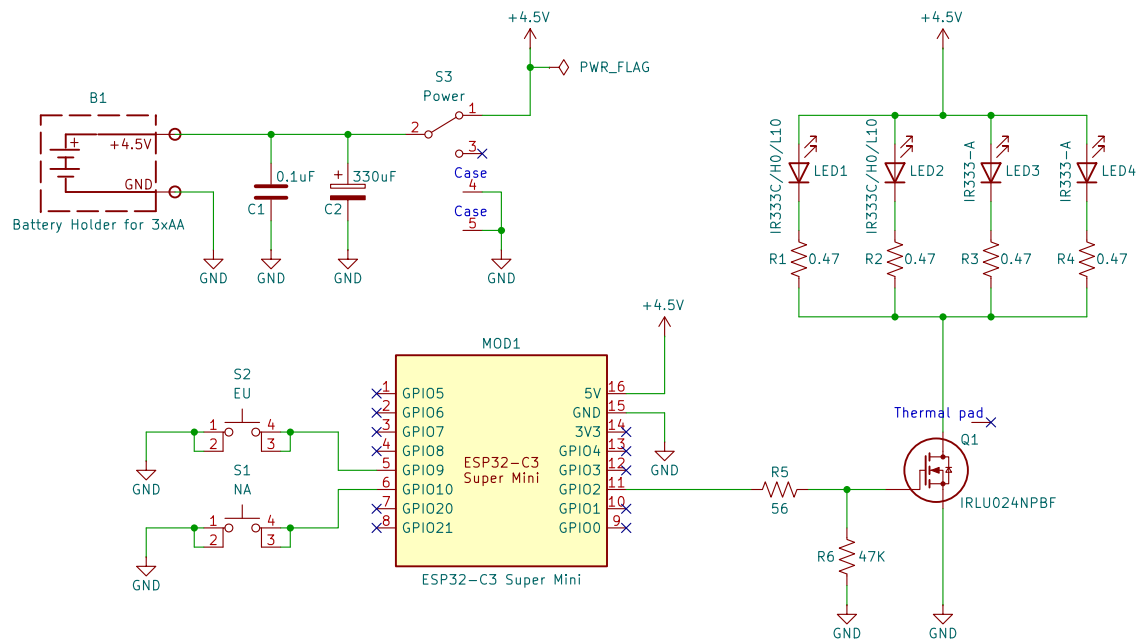 +4.5V
PWR_FLAG
S3
Power
1
2
3
Case
4
Case
5
GND
B1
+
+4.5V
GND
Battery Holder for 3xAA
GND
0.1uF
C1
GND
+
330uF
C2
GND
+4.5V
IR333C/H0/L10
LED1
IR333C/H0/L10
LED2
IR333-A
LED3
IR333-A
LED4
R1 0.47
R2 0.47
R3 0.47
R4 0.47
+4.5V
MOD1
1 GPIO5
2 GPIO6
3 GPIO7
4 GPIO8
5 GPIO9
6 GPIO10
7 GPIO20
8 GPIO21
ESP32-C3
Super Mini
5V 16
GND 15
3V3 14
GPIO4 13
GPIO3 12
GPIO2 11
GPIO1 10
GPIO0 9
ESP32-C3 Super Mini
GND
S2
EU
1 4
2 3
GND
S1
NA
1 4
2 3
GND
R5
56
R6 47K
GND
Thermal pad
Q1
IRLU024NPBF
GND